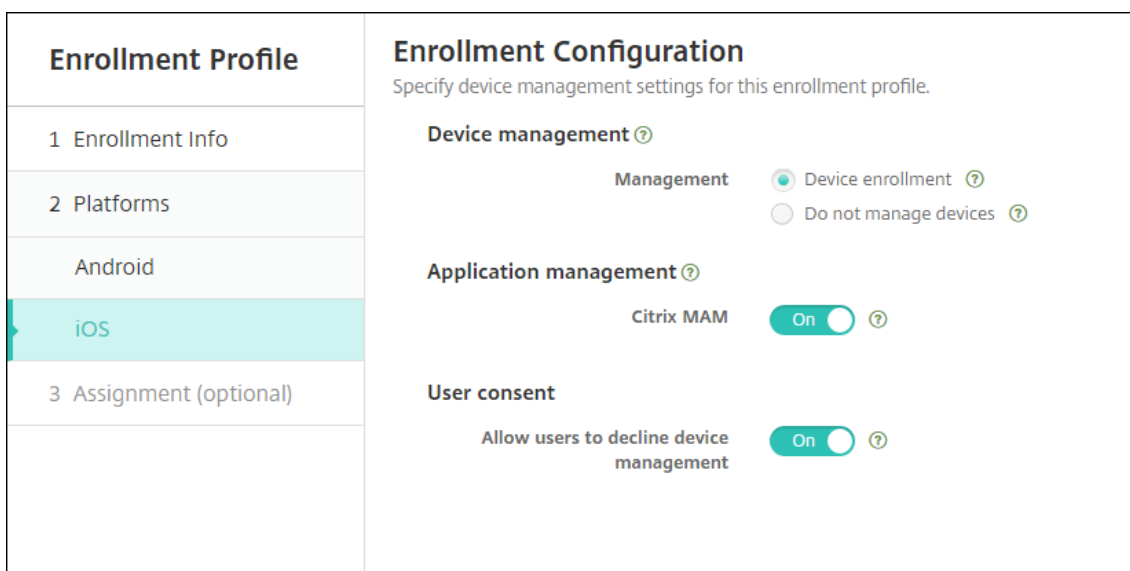 Enrollment Profile
1 Enrollment Info
2 Platforms
Android
iOS
3 Assignment (optional)
Enrollment Configuration
Specify device management settings for this enrollment profile.
Device management ?
Management
Device enrollment ?
Do not manage devices ?
Application management ?
Citrix MAM
On ?
User consent
Allow users to decline device
management
On ?